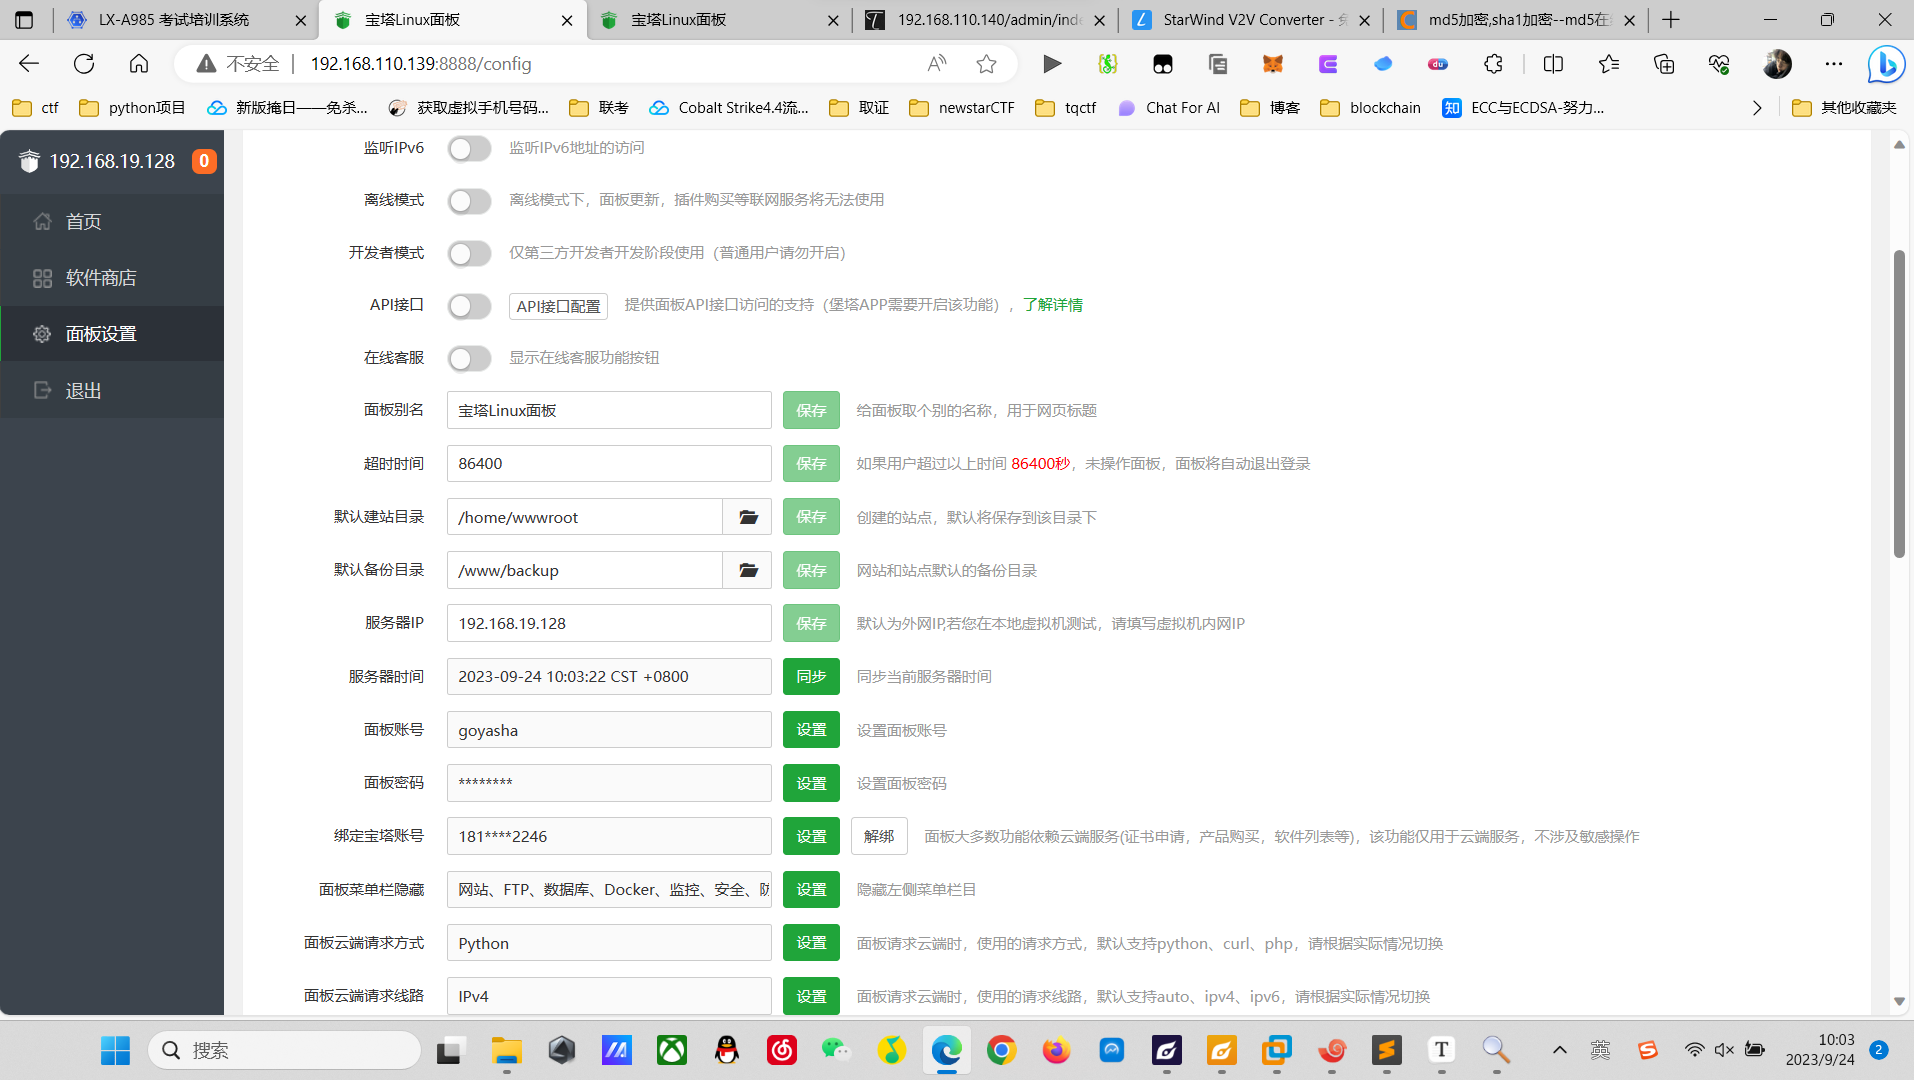 LX-A985 考试培训系统
宝塔Linux面板
宝塔Linux面板
192.168.110.140/admin/inde
StarWind V2V Converter - 免
md5加密,sha1加密--md5在线
不安全
192.168.110.139:8888/config
ctf
python项目
新版掩日——免杀...
获取虚拟手机号码...
联考
Cobalt Strike4.4流...
取证
newstarCTF
tqctf
Chat For AI
博客
blockchain
知
ECC与ECDSA-努力...
其他收藏夹
192.168.19.128
0
首页
软件商店
面板设置
退出
监听IPv6
监听IPv6地址的访问
离线模式
离线模式下，面板更新，插件购买等联网服务将无法使用
开发者模式
仅第三方开发者开发阶段使用（普通用户请勿开启）
API接口
API接口配置
提供面板API接口访问的支持（堡塔APP需要开启该功能），了解详情
在线客服
显示在线客服功能按钮
面板别名
宝塔Linux面板
保存
给面板取个别的名称，用于网页标题
超时时间
86400
保存
如果用户超过以上时间 86400秒，未操作面板，面板将自动退出登录
默认建站目录
/home/wwwroot
保存
创建的站点，默认将保存到该目录下
默认备份目录
/www/backup
保存
网站和站点默认的备份目录
服务器IP
192.168.19.128
保存
默认为外网IP,若您在本地虚拟机测试，请填写虚拟机内网IP
服务器时间
2023-09-24 10:03:22 CST +0800
同步
同步当前服务器时间
面板账号
goyasha
设置
设置面板账号
面板密码
********
设置
设置面板密码
绑定宝塔账号
181****2246
设置
解绑
面板大多数功能依赖云端服务(证书申请，产品购买，软件列表等)，该功能仅用于云端服务，不涉及敏感操作
面板菜单栏隐藏
网站、FTP、数据库、Docker、监控、安全、防
设置
隐藏左侧菜单栏目
面板云端请求方式
Python
设置
面板请求云端时，使用的请求方式，默认支持python、curl、php，请根据实际情况切换
面板云端请求线路
IPv4
设置
面板请求云端时，使用的请求线路，默认支持auto、ipv4、ipv6，请根据实际情况切换
搜索
英
10:03
2023/9/24
2